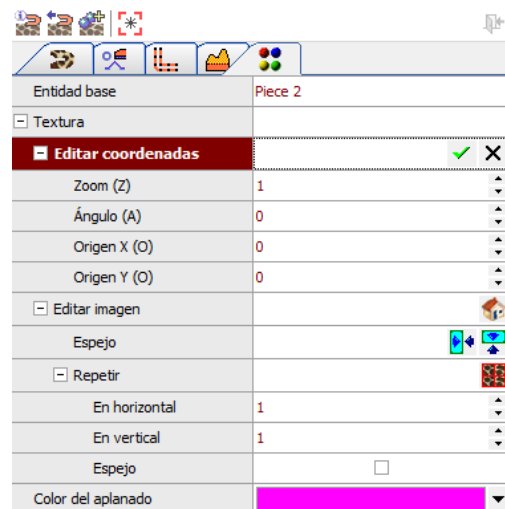 Entidad base Piece 2
Textura
Editar coordenadas
Zoom (Z) 1
Ángulo (A) 0
Origen X (O) 0
Origen Y (O) 0
Editar imagen
Espejo
Repetir
En horizontal 1
En vertical 1
Espejo
Color del aplanado